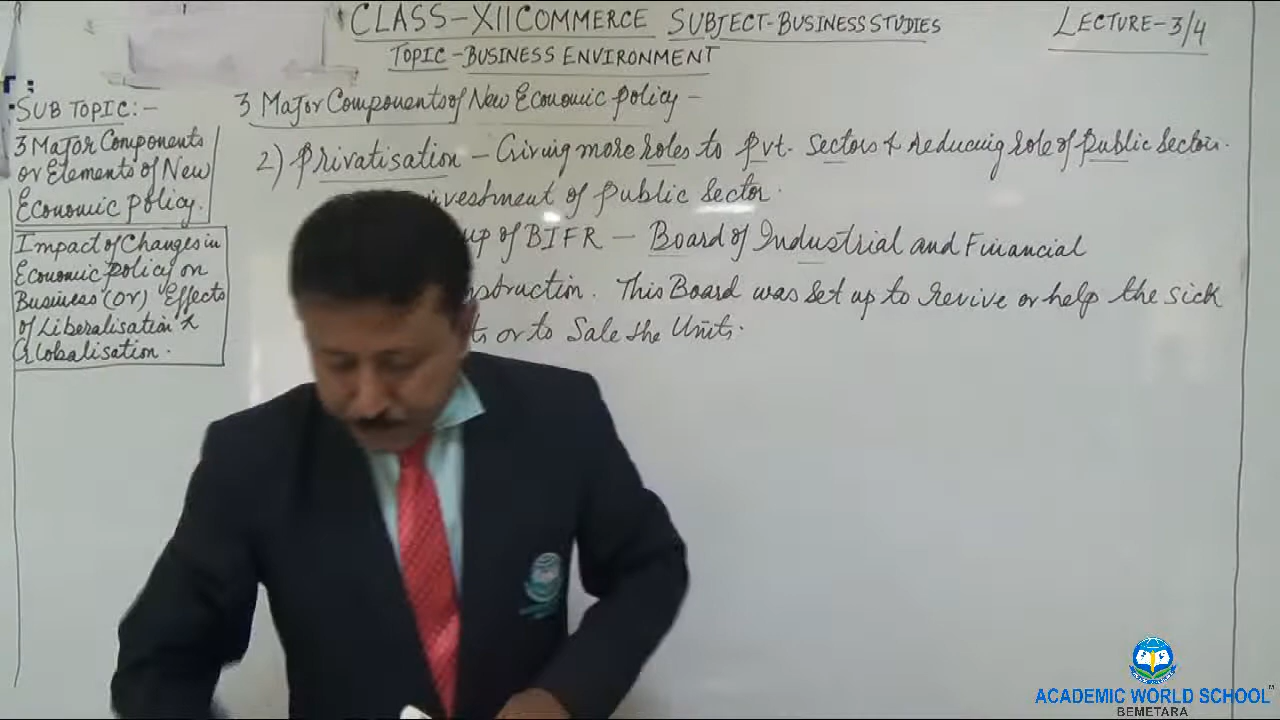 CLASS-XII COMMERCE SUBJECT-BUSINESS STUDIES
LECTURE-3/4
TOPIC-BUSINESS ENVIRONMENT
SUB TOPIC:-
3 Major Components
or Elements of New
Economic policy.
Impact of Changes in
Economic policy on
Business (or) Effects
of Liberalisation &
Globalisation.
3 Major Components of New Economic policy -
2) Privatisation - Giving more roles to Pvt. Sectors & reducing role of Public Sector.
investment of Public Sector.
up of BIFR - Board of Industrial and Financial
nstruction. This Board was set up to revive or help the sick
ts or to Sale the Units.
ACADEMIC WORLD SCHOOL
BEMETARA